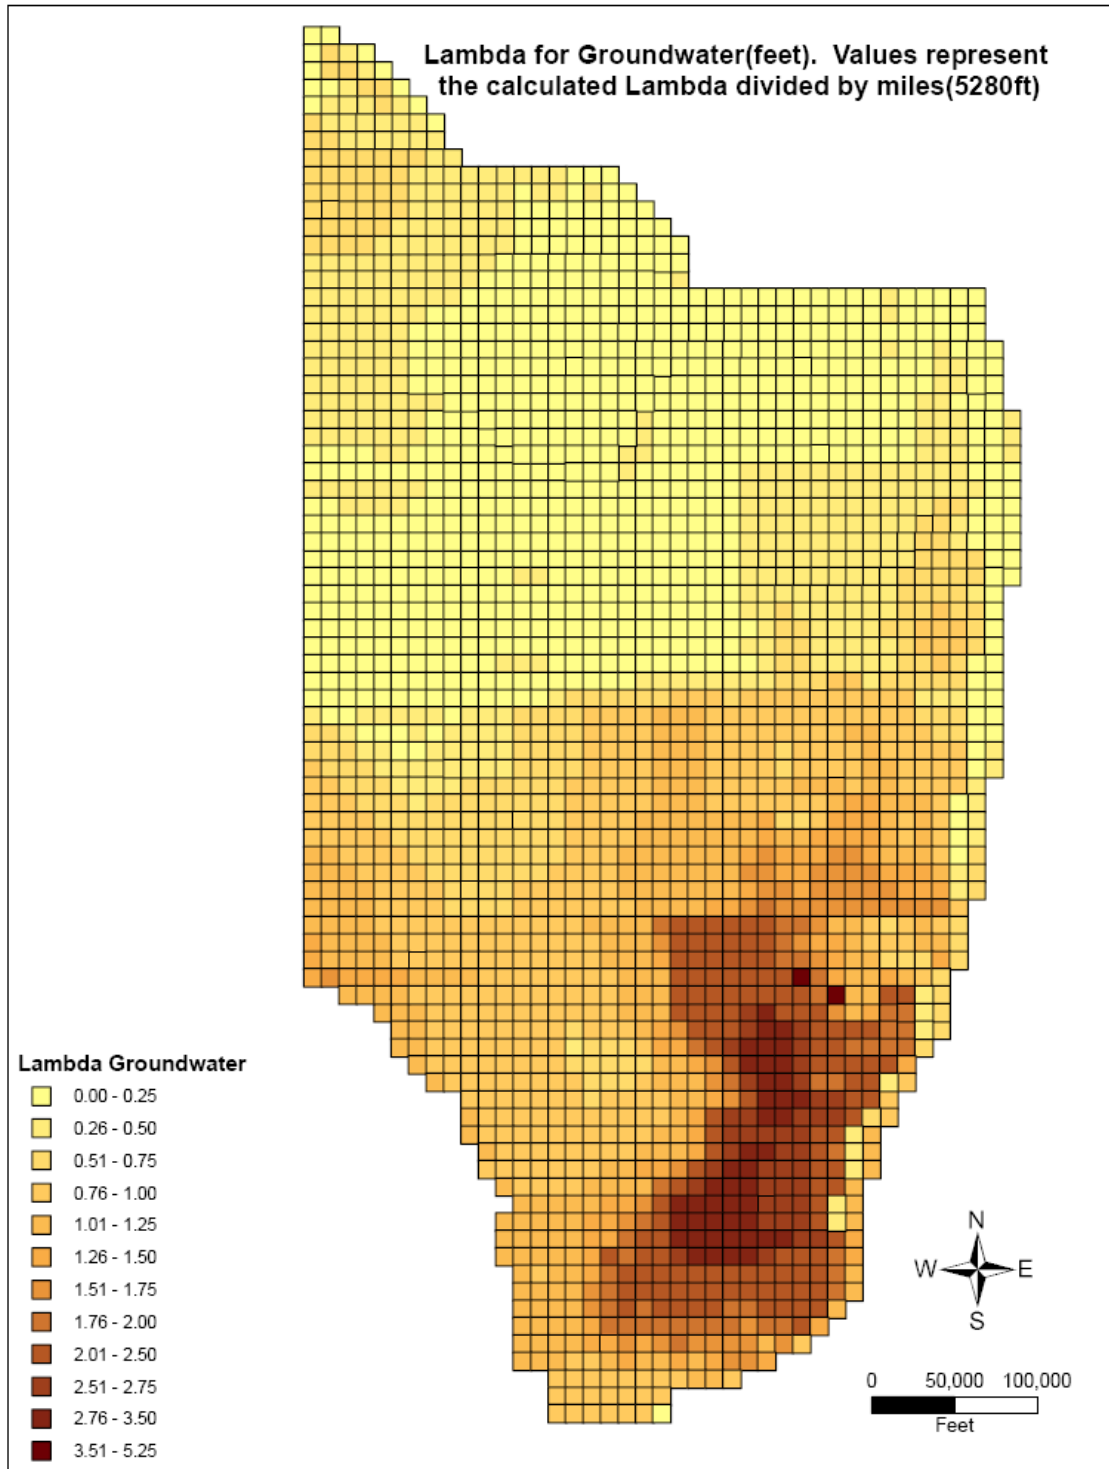 Lambda for Groundwater(feet).  Values represent
the calculated Lambda divided by miles(5280ft)
Lambda Groundwater
0.00 - 0.25
0.26 - 0.50
0.51 - 0.75
0.76 - 1.00
1.01 - 1.25
1.26 - 1.50
1.51 - 1.75
1.76 - 2.00
2.01 - 2.50
2.51 - 2.75
2.76 - 3.50
3.51 - 5.25
N
W E
S
0 50,000 100,000
Feet